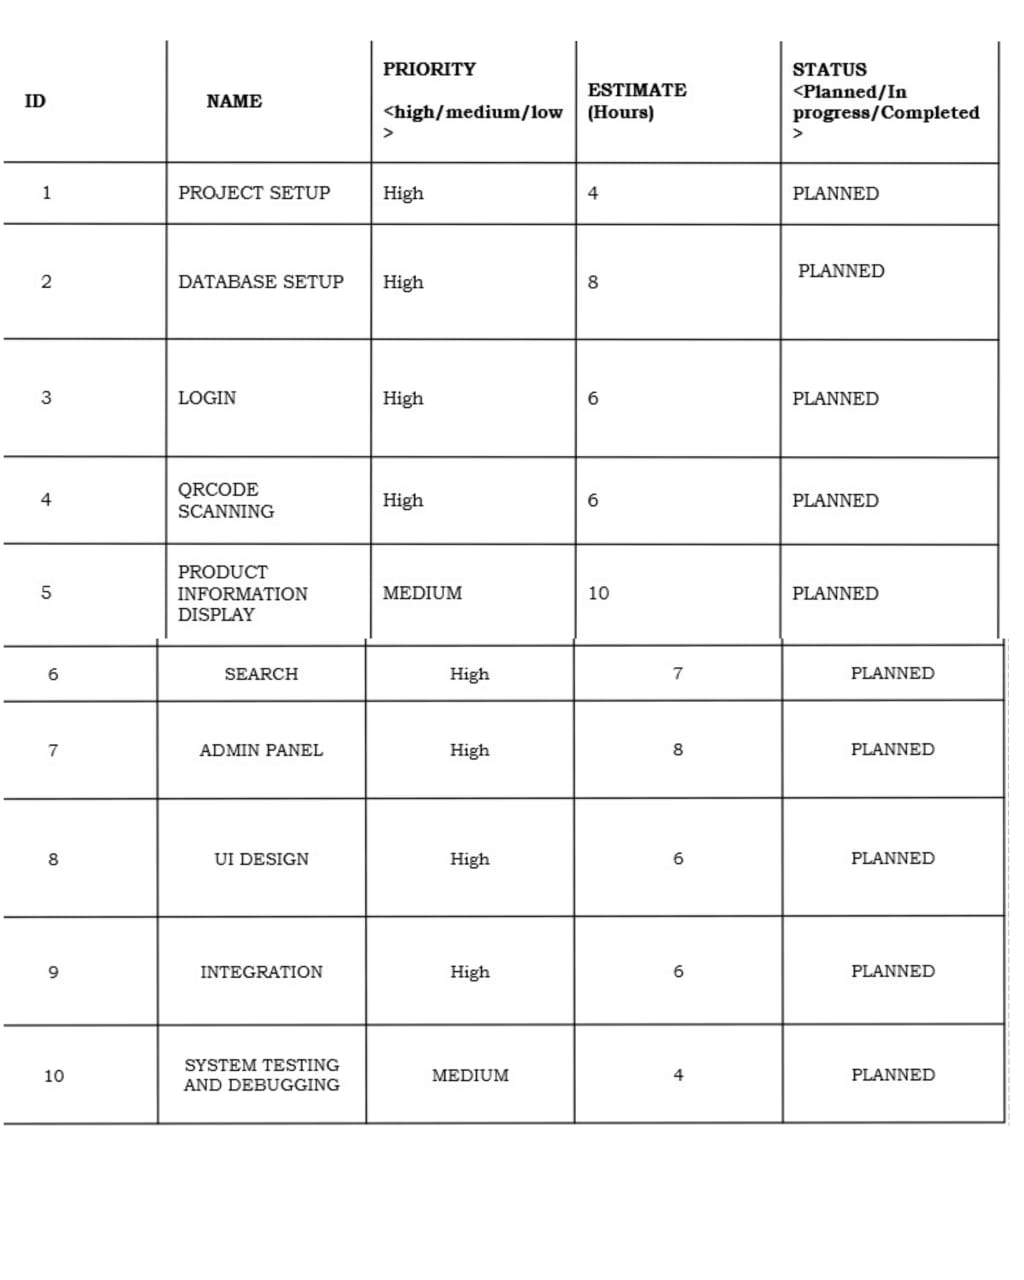 ID NAME PRIORITY <high/medium/low > ESTIMATE (Hours) STATUS <Planned/In progress/Completed >
1 PROJECT SETUP High 4 PLANNED
2 DATABASE SETUP High 8 PLANNED
3 LOGIN High 6 PLANNED
4 QRCODE SCANNING High 6 PLANNED
5 PRODUCT INFORMATION DISPLAY MEDIUM 10 PLANNED
6 SEARCH High 7 PLANNED
7 ADMIN PANEL High 8 PLANNED
8 UI DESIGN High 6 PLANNED
9 INTEGRATION High 6 PLANNED
10 SYSTEM TESTING AND DEBUGGING MEDIUM 4 PLANNED